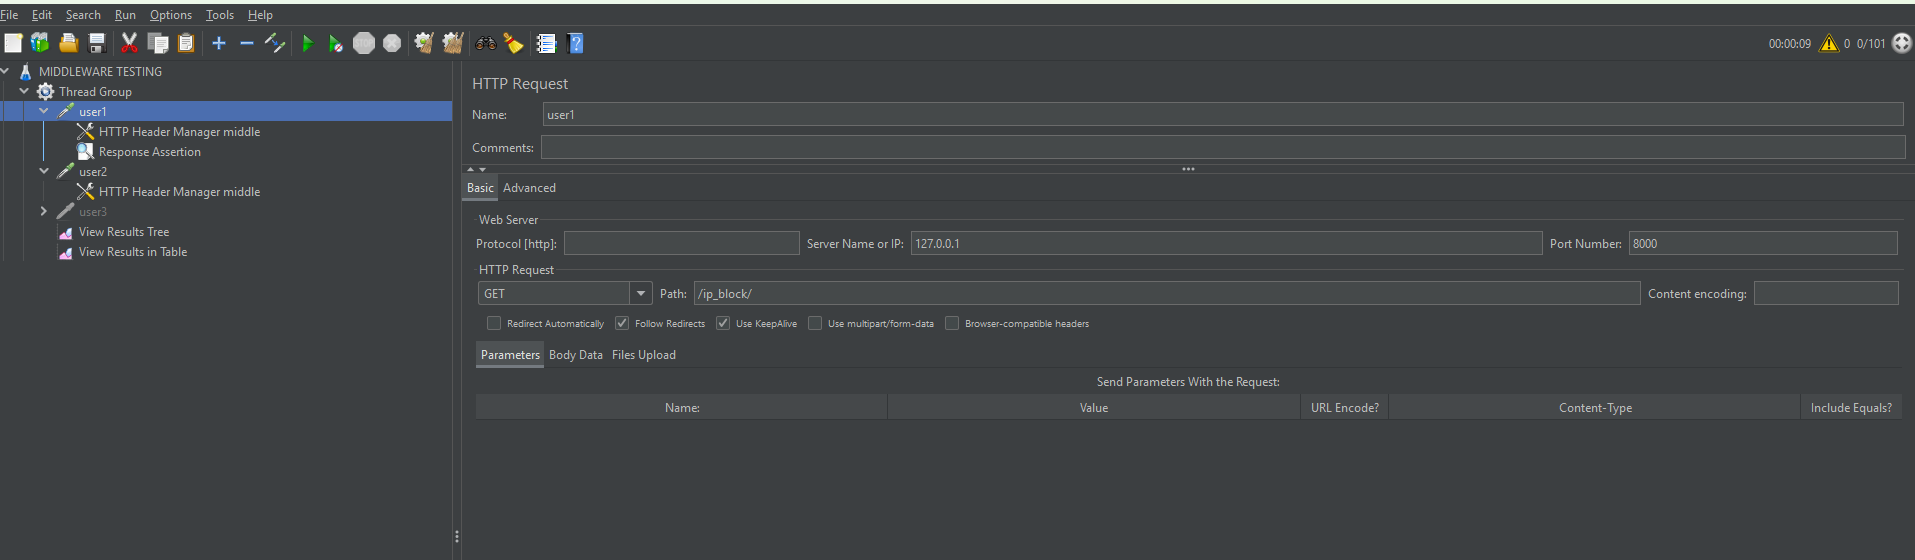 File Edit Search Run Options Tools Help
00:00:09 0 0/101
MIDDLEWARE TESTING
Thread Group
user1
HTTP Header Manager middle
Response Assertion
user2
HTTP Header Manager middle
user3
View Results Tree
View Results in Table
HTTP Request
Name: user1
Comments:
Basic Advanced
Web Server
Protocol [http]: Server Name or IP: 127.0.0.1 Port Number: 8000
HTTP Request
GET Path: /ip_block/ Content encoding:
Redirect Automatically Follow Redirects Use KeepAlive Use multipart/form-data Browser-compatible headers
Parameters Body Data Files Upload
Send Parameters With the Request:
Name: Value URL Encode? Content-Type Include Equals?